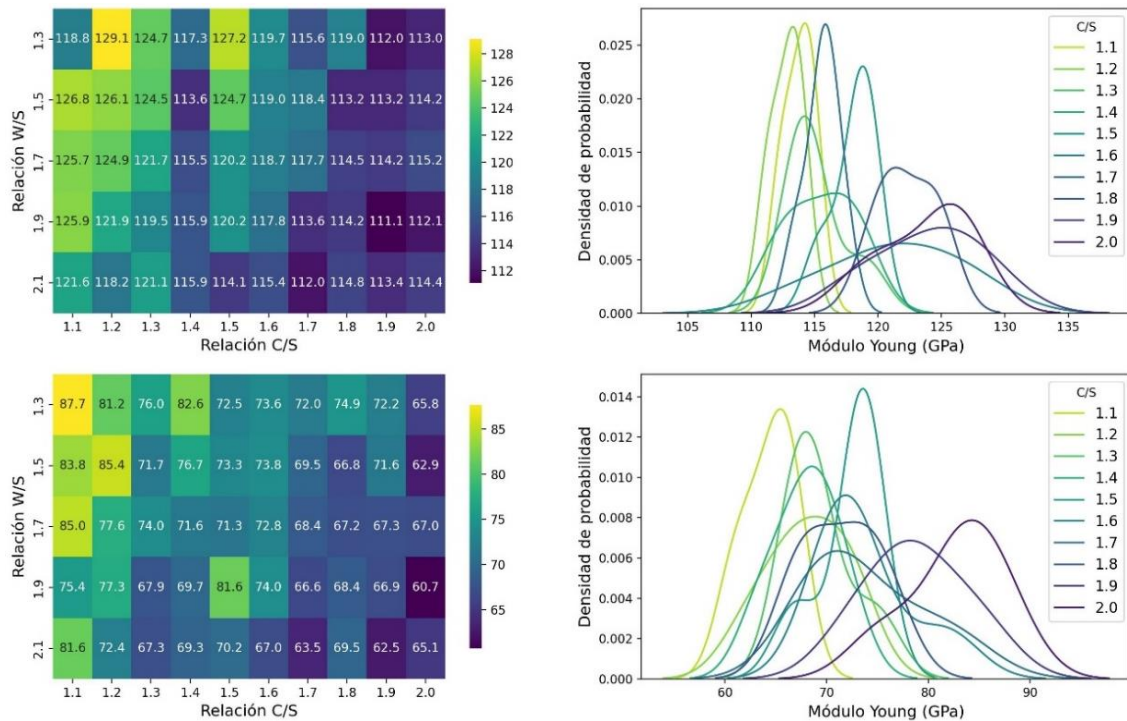 1.3 118.8 129.1 124.7 117.3 127.2 119.7 115.6 119.0 112.0 113.0
1.5 126.8 126.1 124.5 113.6 124.7 119.0 118.4 113.2 113.2 114.2
1.7 125.7 124.9 121.7 115.5 120.2 118.7 117.7 114.5 114.2 115.2
1.9 125.9 121.9 119.5 115.9 120.2 117.8 113.6 114.2 111.1 112.1
2.1 121.6 118.2 121.1 115.9 114.1 115.4 112.0 114.8 113.4 114.4
1.1 1.2 1.3 1.4 1.5 1.6 1.7 1.8 1.9 2.0
Relación C/S
Relación W/S
128
126
124
122
120
118
116
114
112
Densidad de probabilidad
0.025
0.020
0.015
0.010
0.005
0.000
105 110 115 120 125 130 135
Módulo Young (GPa)
C/S
1.1
1.2
1.3
1.4
1.5
1.6
1.7
1.8
1.9
2.0
1.3 87.7 81.2 76.0 82.6 72.5 73.6 72.0 74.9 72.2 65.8
1.5 83.8 85.4 71.7 76.7 73.3 73.8 69.5 66.8 71.6 62.9
1.7 85.0 77.6 74.0 71.6 71.3 72.8 68.4 67.2 67.3 67.0
1.9 75.4 77.3 67.9 69.7 81.6 74.0 66.6 68.4 66.9 60.7
2.1 81.6 72.4 67.3 69.3 70.2 67.0 63.5 69.5 62.5 65.1
1.1 1.2 1.3 1.4 1.5 1.6 1.7 1.8 1.9 2.0
Relación C/S
Relación W/S
85
80
75
70
65
Densidad de probabilidad
0.014
0.012
0.010
0.008
0.006
0.004
0.002
0.000
60 70 80 90
Módulo Young (GPa)
C/S
1.1
1.2
1.3
1.4
1.5
1.6
1.7
1.8
1.9
2.0